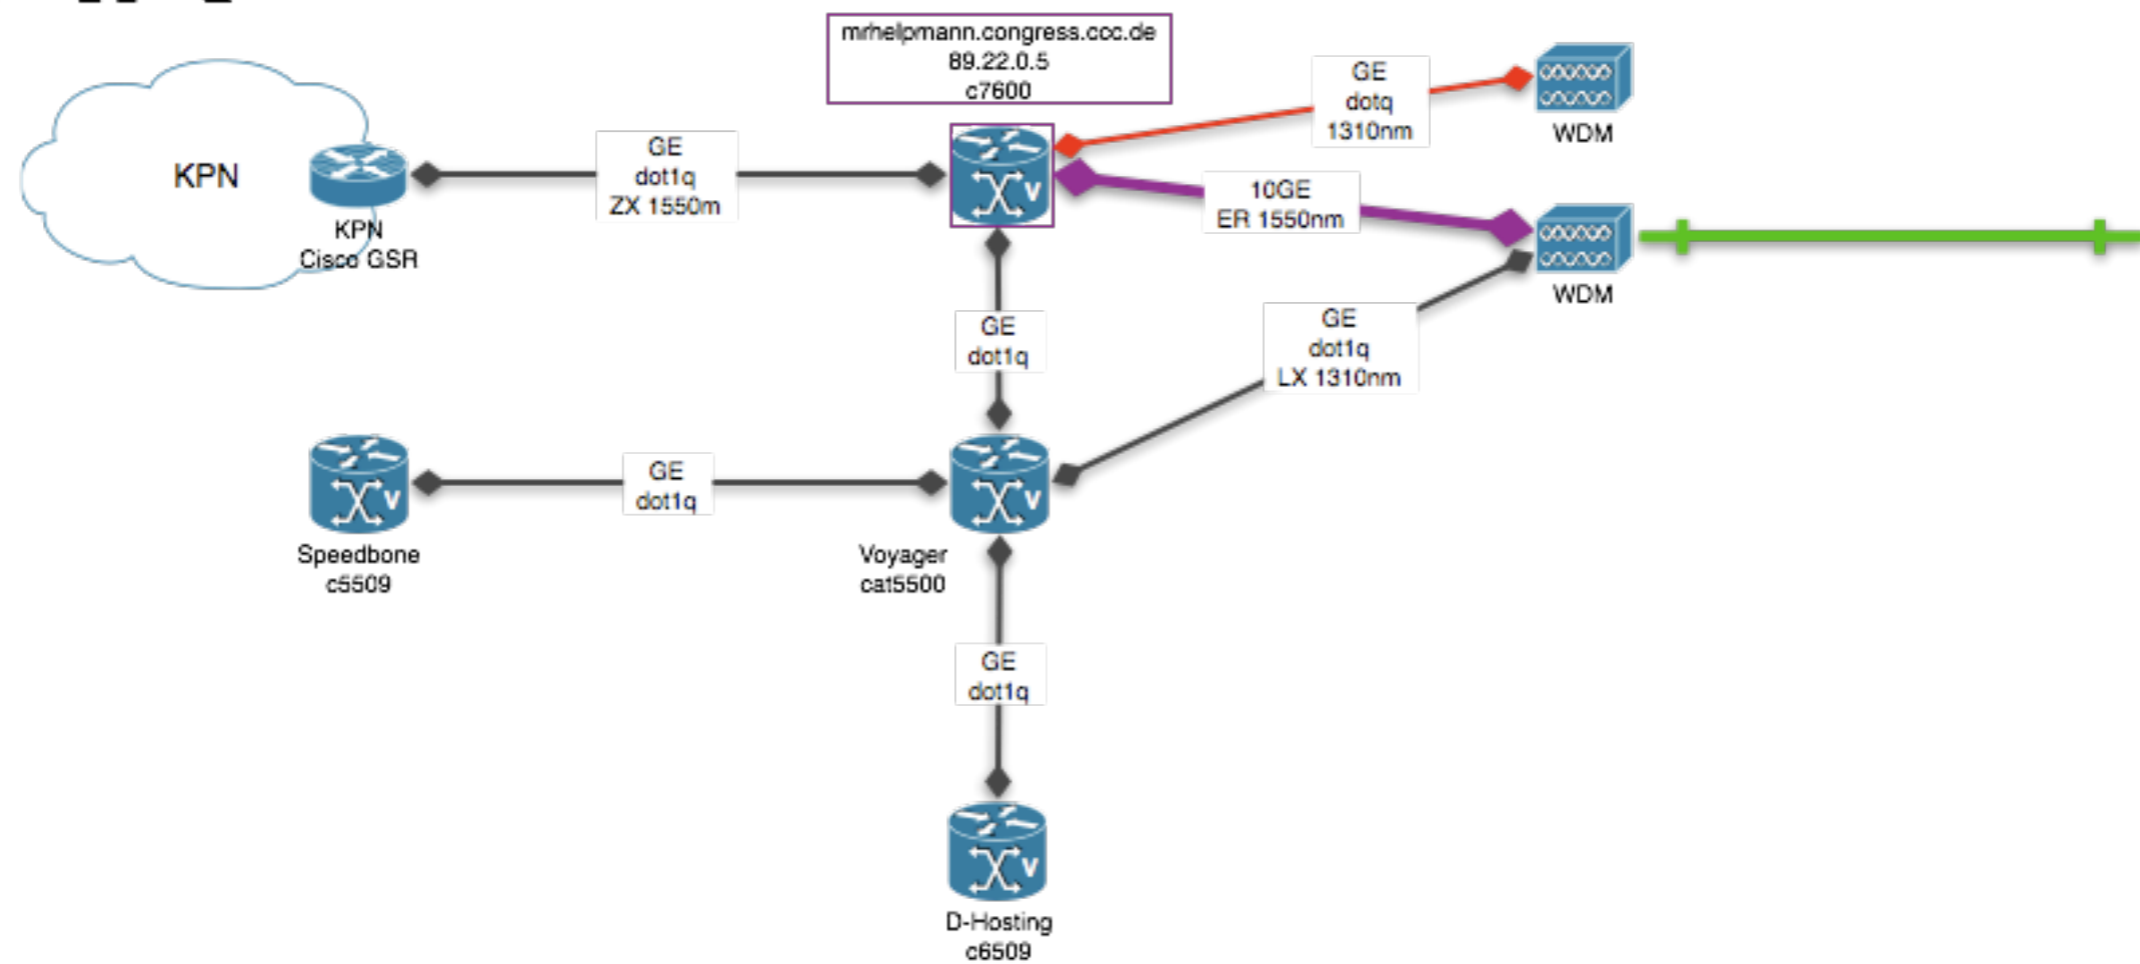 mrhelpmann.congress.ccc.de
89.22.0.5
c7600
GE
dotq
1310nm
WDM
KPN
KPN
Cisco GSR
GE
dot1q
ZX 1550m
10GE
ER 1550nm
WDM
GE
dot1q
GE
dot1q
LX 1310nm
GE
dot1q
V
V
V
V
Speedbone
c5509
Voyager
cat5500
GE
dot1q
D-Hosting
c6509